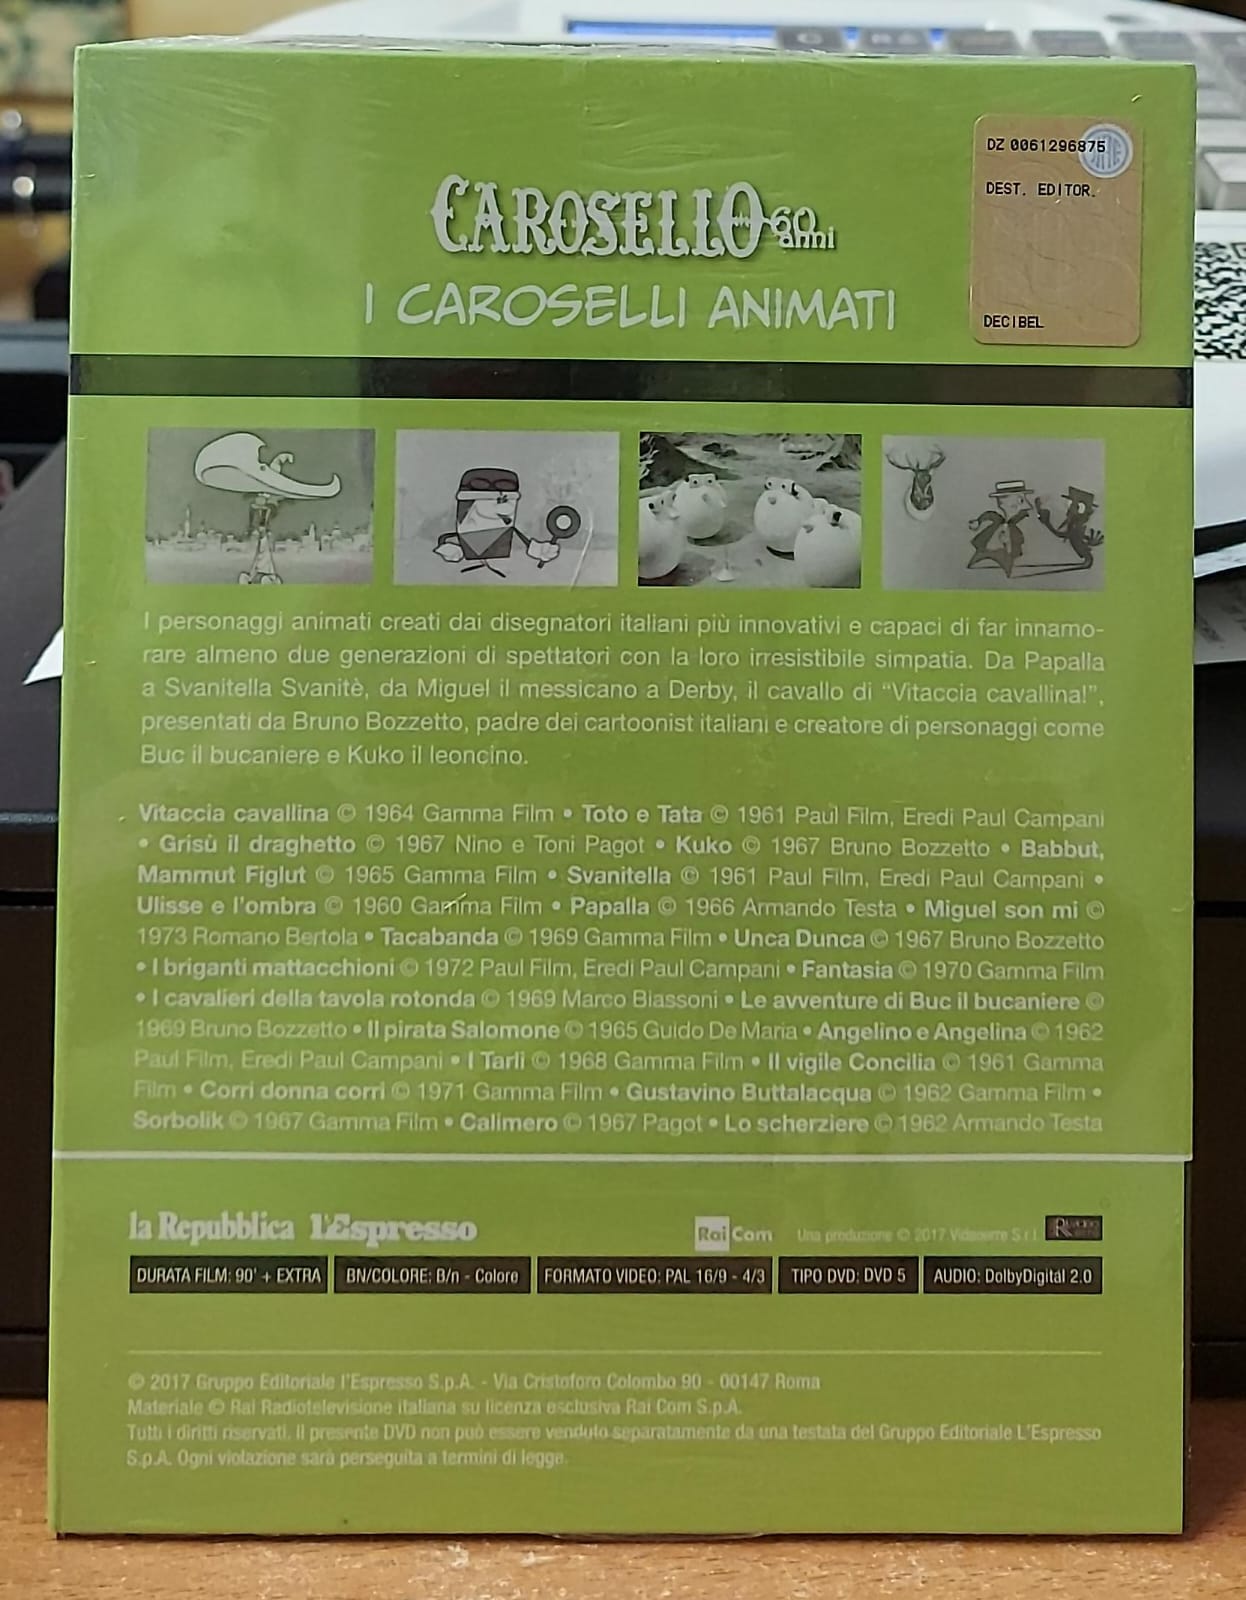 DZ 0061296875
DEST. EDITOR.
DECIBEL
CAROSELLO 60 anni
I CAROSELLI ANIMATI
I personaggi animati creati dai disegnatori italiani più innovativi e capaci di far innamo-
rare almeno due generazioni di spettatori con la loro irresistibile simpatia. Da Papalla
a Svanitella Svanitè, da Miguel il messicano a Derby, il cavallo di “Vitaccia cavallina!”,
presentati da Bruno Bozzetto, padre dei cartoonist italiani e creatore di personaggi come
Buc il bucaniere e Kuko il leoncino.
Vitaccia cavallina © 1964 Gamma Film • Toto e Tata © 1961 Paul Film, Eredi Paul Campani
• Grisù il draghetto © 1967 Nino e Toni Pagot • Kuko © 1967 Bruno Bozzetto • Babbut,
Mammut Figlut © 1965 Gamma Film • Svanitella © 1961 Paul Film, Eredi Paul Campani •
Ulisse e l'ombra © 1960 Gamma Film • Papalla © 1966 Armando Testa • Miguel son mi ©
1973 Romano Bertola • Tacabanda © 1969 Gamma Film • Unca Dunca © 1967 Bruno Bozzetto
• I briganti mattacchioni © 1972 Paul Film, Eredi Paul Campani • Fantasia © 1970 Gamma Film
• I cavalieri della tavola rotonda © 1969 Marco Biassoni • Le avventure di Buc il bucaniere ©
1969 Bruno Bozzetto • Il pirata Salomone © 1965 Guido De Maria • Angelino e Angelina © 1962
Paul Film, Eredi Paul Campani • I Tarli © 1968 Gamma Film • Il vigile Concilia © 1961 Gamma
Film • Corri donna corri © 1971 Gamma Film • Gustavino Buttalacqua © 1962 Gamma Film •
Sorbolik © 1967 Gamma Film • Calimero © 1967 Pagot • Lo scherziere © 1962 Armando Testa
la Repubblica l'Espresso
Rai Com Una produzione © 2017 S.r.l.
DURATA FILM: 90' + EXTRA BN/COLORE: B/n - Colore FORMATO VIDEO: PAL 16/9 - 4/3 TIPO DVD: DVD 5 AUDIO: DolbyDigital 2.0
© 2017 Gruppo Editoriale l'Espresso S.p.A. - Via Cristoforo Colombo 90 - 00147 Roma
Materiale © Rai Radiotelevisione italiana su licenza esclusiva Rai Com S.p.A.
Tutti i diritti riservati. Il presente DVD non può essere venduto separatamente da una testata del Gruppo Editoriale L'Espresso
S.p.A. Ogni violazione sarà perseguita a termini di legge.